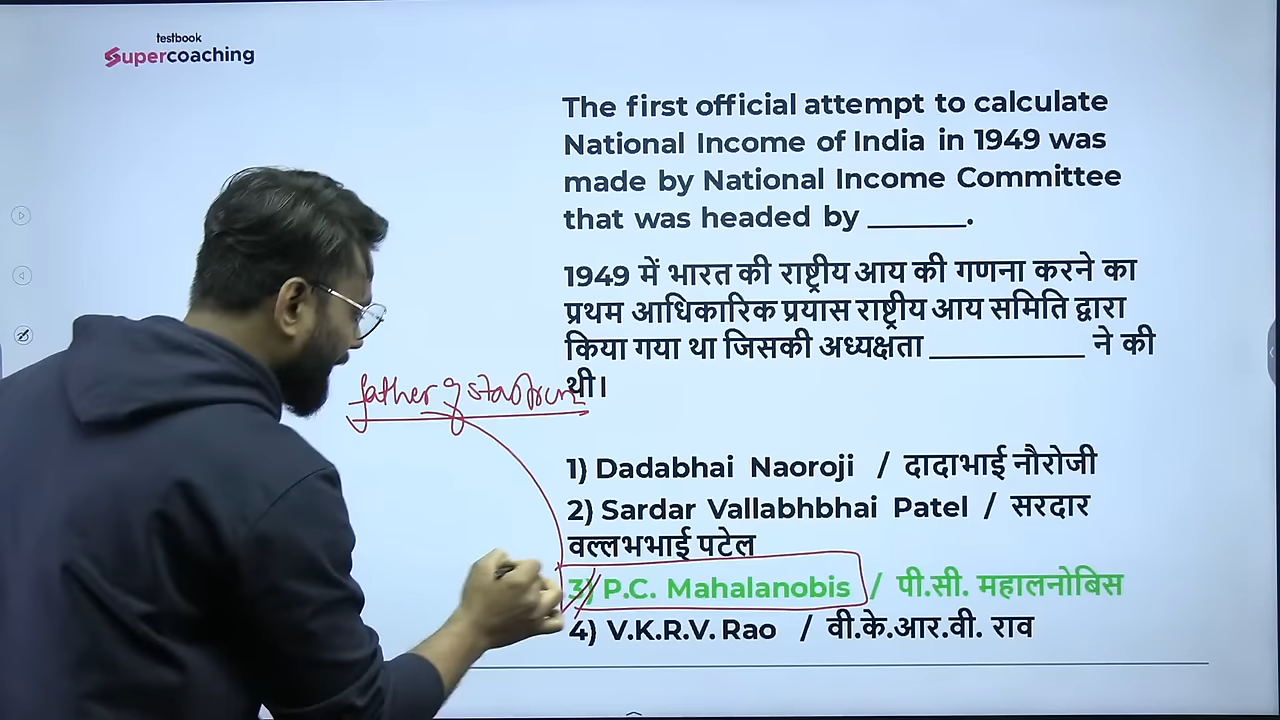 testbook
Supercoaching
The first official attempt to calculate
National Income of India in 1949 was
made by National Income Committee
that was headed by ______.
1949 में भारत की राष्ट्रीय आय की गणना करने का
प्रथम आधिकारिक प्रयास राष्ट्रीय आय समिति द्वारा
किया गया था जिसकी अध्यक्षता __________ ने की
थी।
father of
1) Dadabhai Naoroji / दादाभाई नौरोजी
2) Sardar Vallabhbhai Patel / सरदार
वल्लभभाई पटेल
3) P.C. Mahalanobis / पी.सी. महालनोबिस
4) V.K.R.V. Rao / वी.के.आर.वी. राव